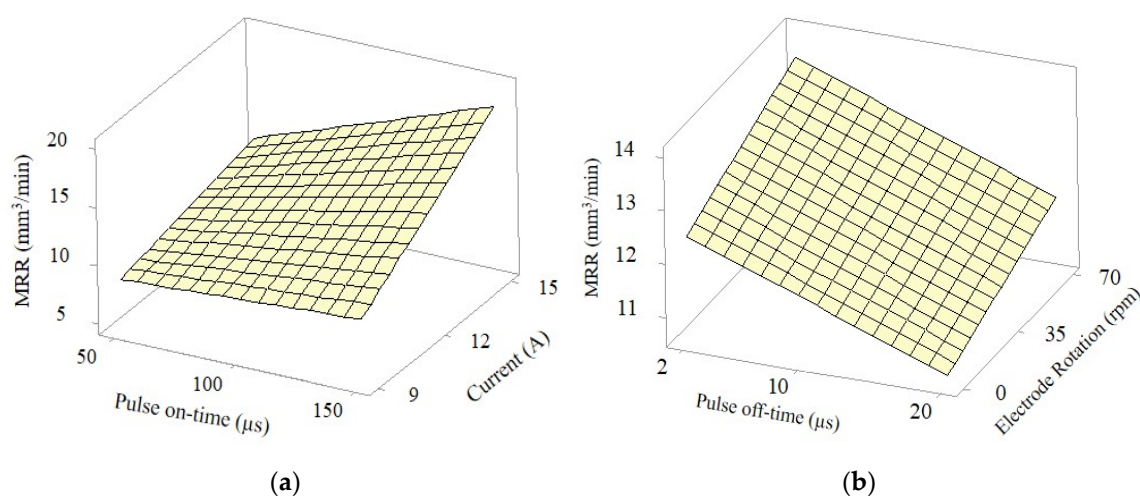 20
15
10
5
MRR (mm³/min)
50
100
150
Pulse on-time (µs)
9
12
15
Current (A)
(a)
14
13
12
11
MRR (mm³/min)
2
10
20
Pulse off-time (µs)
0
35
70
Electrode Rotation (rpm)
(b)